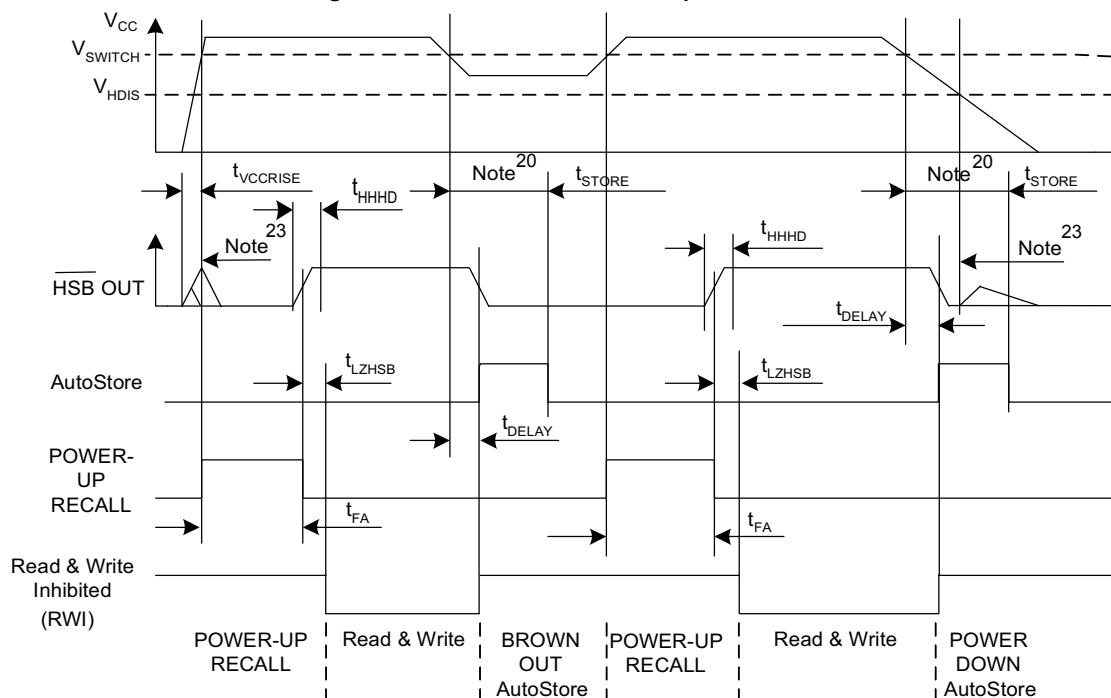 V_CC
V_SWITCH
V_HDIS
t_VCCRISE
t_HHHD
Note^20
t_STORE
Note^20
t_STORE
Note^23
t_HHHD
Note^23
HSB OUT
t_DELAY
AutoStore
t_LZHSB
t_LZHSB
t_DELAY
POWER-
UP
RECALL
t_FA
t_FA
Read & Write
Inhibited
(RWI)
POWER-UP
RECALL
Read & Write
BROWN
OUT
AutoStore
POWER-UP
RECALL
Read & Write
POWER
DOWN
AutoStore